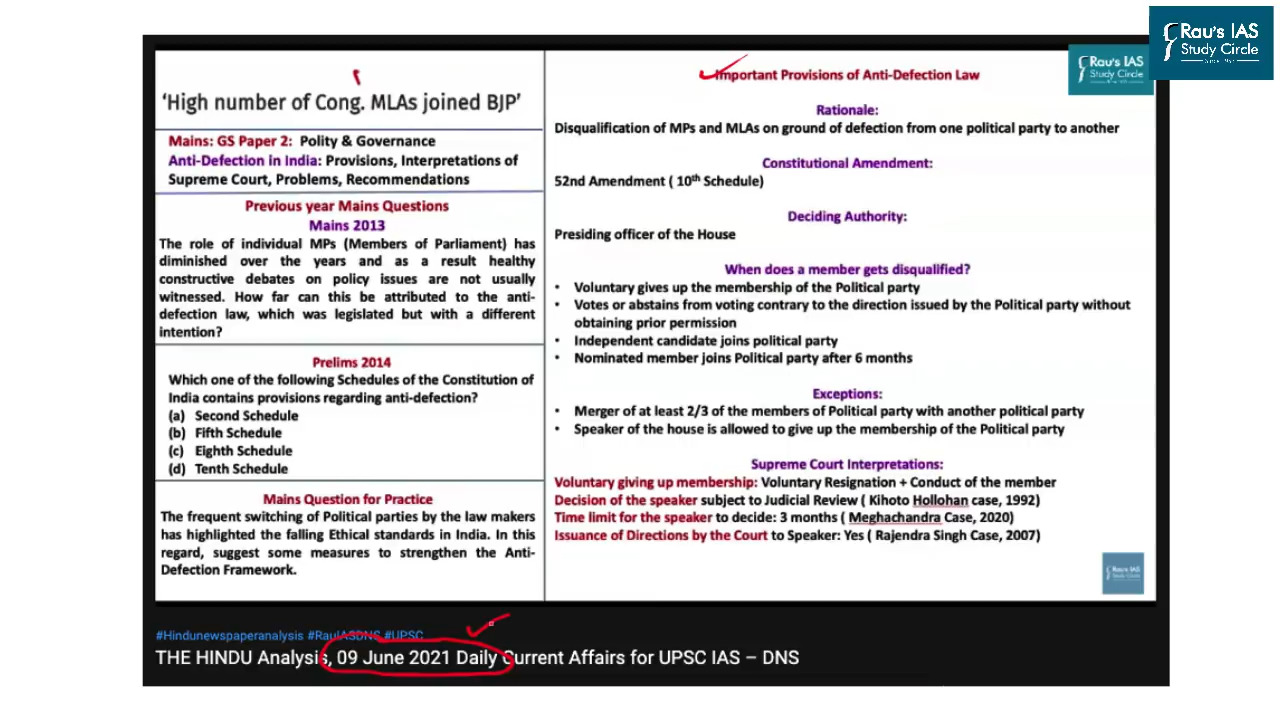 Rau's IAS
Study Circle
Rau's IAS
Study Circle
'High number of Cong. MLAs joined BJP'
Mains: GS Paper 2: Polity & Governance
Anti-Defection in India: Provisions, Interpretations of
Supreme Court, Problems, Recommendations
Previous year Mains Questions
Mains 2013
The role of individual MPs (Members of Parliament) has
diminished over the years and as a result healthy
constructive debates on policy issues are not usually
witnessed. How far can this be attributed to the anti-
defection law, which was legislated but with a different
intention?
Prelims 2014
Which one of the following Schedules of the Constitution of
India contains provisions regarding anti-defection?
(a) Second Schedule
(b) Fifth Schedule
(c) Eighth Schedule
(d) Tenth Schedule
Mains Question for Practice
The frequent switching of Political parties by the law makers
has highlighted the falling Ethical standards in India. In this
regard, suggest some measures to strengthen the Anti-
Defection Framework.
Important Provisions of Anti-Defection Law
Rationale:
Disqualification of MPs and MLAs on ground of defection from one political party to another
Constitutional Amendment:
52nd Amendment ( 10th Schedule)
Deciding Authority:
Presiding officer of the House
When does a member gets disqualified?
• Voluntary gives up the membership of the Political party
• Votes or abstains from voting contrary to the direction issued by the Political party without
obtaining prior permission
• Independent candidate joins political party
• Nominated member joins Political party after 6 months
Exceptions:
• Merger of at least 2/3 of the members of Political party with another political party
• Speaker of the house is allowed to give up the membership of the Political party
Supreme Court Interpretations:
Voluntary giving up membership: Voluntary Resignation + Conduct of the member
Decision of the speaker subject to Judicial Review ( Kihoto Hollohan case, 1992)
Time limit for the speaker to decide: 3 months ( Meghachandra Case, 2020)
Issuance of Directions by the Court to Speaker: Yes ( Rajendra Singh Case, 2007)
Rau's IAS
Study Circle
#Hindunewspaperanalysis #RauIASDNS #UPSC
THE HINDU Analysis, 09 June 2021 Daily Current Affairs for UPSC IAS – DNS